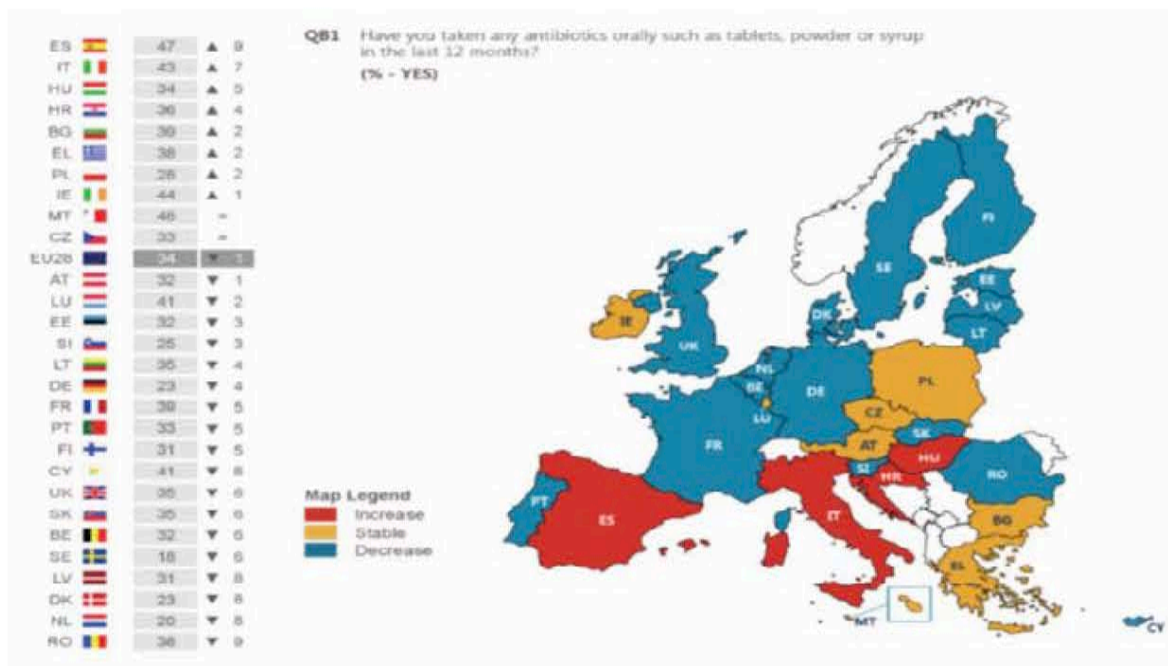 QB1 Have you taken any antibiotics orally such as tablets, powder or syrup
in the last 12 months?
(% - YES)
ES 47 ▲ 9
IT 43 ▲ 7
HU 34 ▲ 5
HR 36 ▲ 4
BG 39 ▲ 2
EL 38 ▲ 2
PL 28 ▲ 2
IE 44 ▲ 1
MT 48 =
CZ 33 =
EU28 34 ▼ 1
AT 32 ▼ 1
LU 41 ▼ 2
EE 32 ▼ 3
SI 25 ▼ 3
LT 35 ▼ 4
DE 23 ▼ 4
FR 39 ▼ 5
PT 33 ▼ 5
FI 31 ▼ 5
CY 41 ▼ 6
UK 35 ▼ 6
SK 35 ▼ 6
BE 32 ▼ 6
SE 18 ▼ 6
LV 31 ▼ 8
DK 23 ▼ 8
NL 20 ▼ 8
RO 38 ▼ 9
FI
SE
EE
LV
LT
DK
IE
UK
NL
BE
DE
PL
LU
CZ
SK
AT
FR
HU
SI
HR
RO
PT
ES
IT
BG
EL
MT
CY
Map Legend
Increase
Stable
Decrease